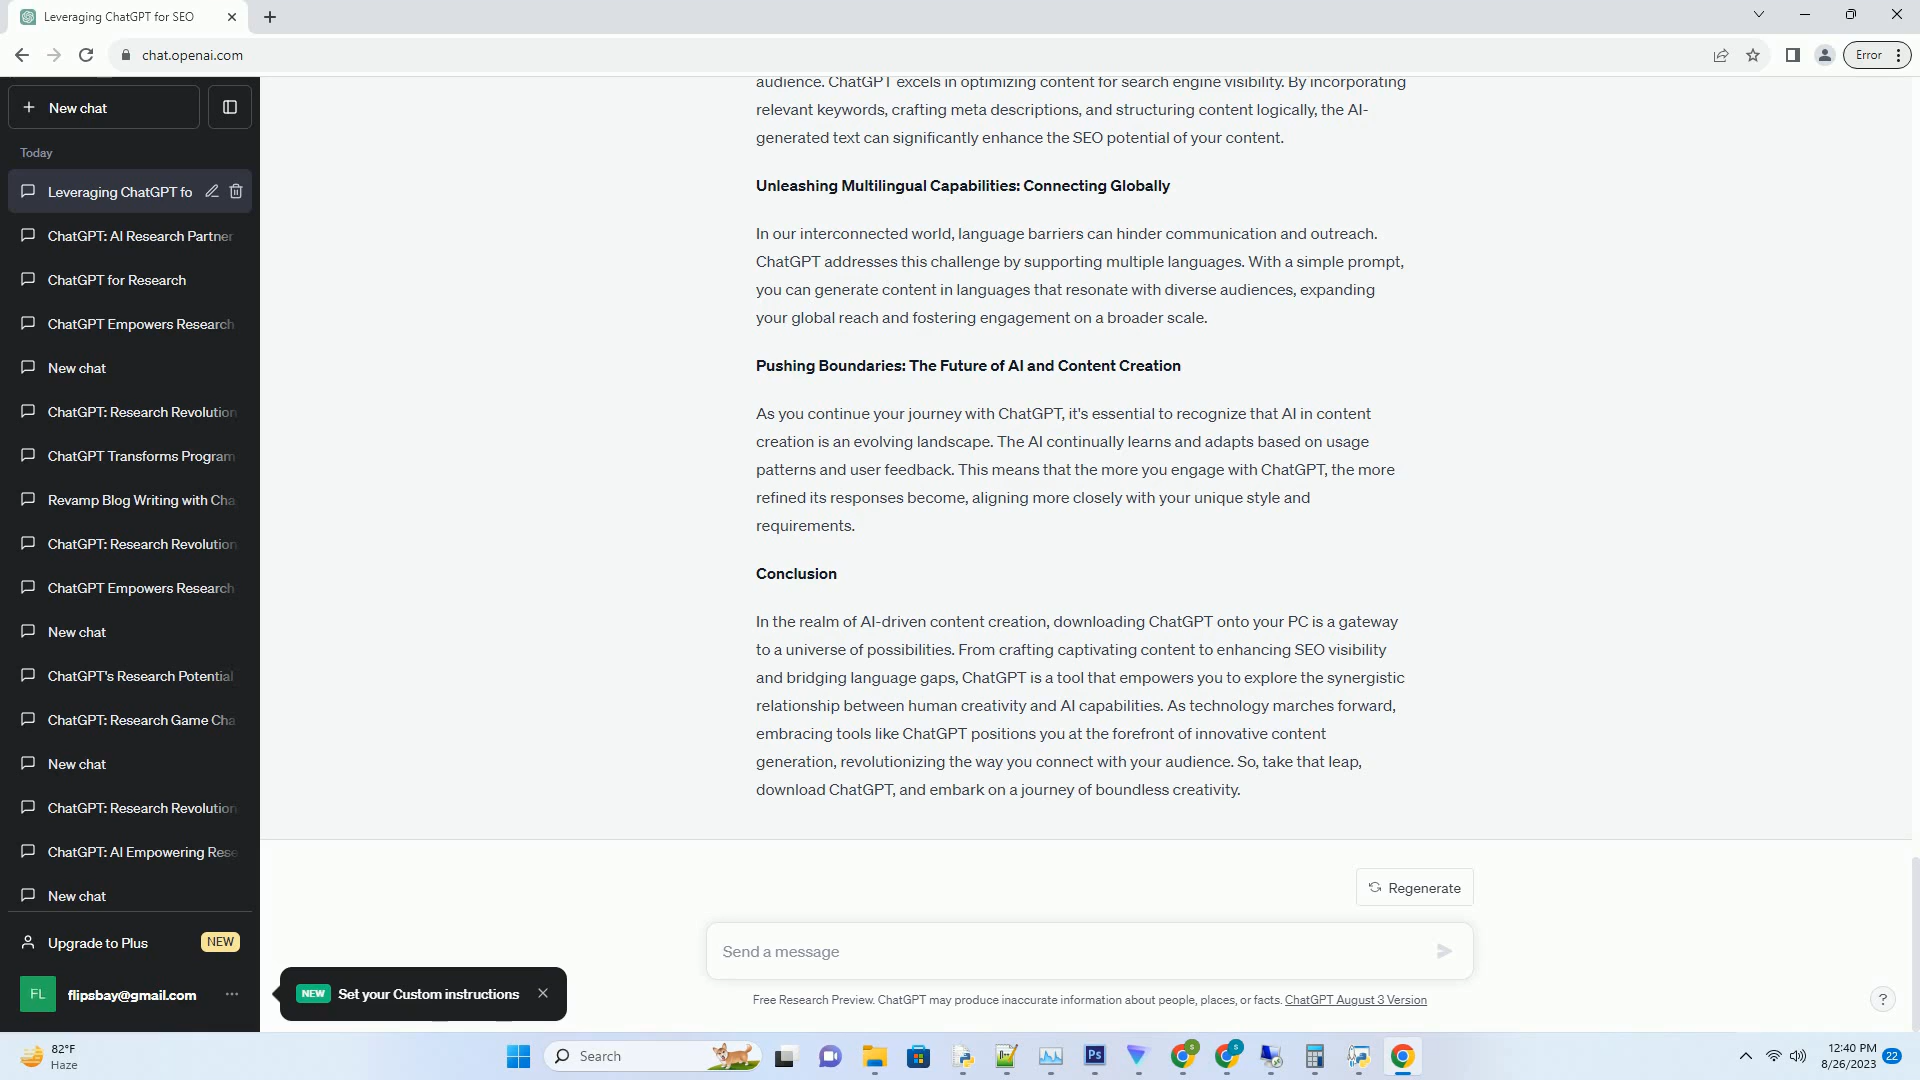 Leveraging ChatGPT for SEO
chat.openai.com
Error
New chat
Today
Leveraging ChatGPT fo
ChatGPT: AI Research Partner
ChatGPT for Research
ChatGPT Empowers Research
New chat
ChatGPT: Research Revolution
ChatGPT Transforms Program
Revamp Blog Writing with Cha
ChatGPT: Research Revolution
ChatGPT Empowers Research
New chat
ChatGPT's Research Potential
ChatGPT: Research Game Cha
New chat
ChatGPT: Research Revolution
ChatGPT: AI Empowering Rese
New chat
Upgrade to Plus
NEW
FL
flipsbay@gmail.com
audience. ChatGPT excels in optimizing content for search engine visibility. By incorporating
relevant keywords, crafting meta descriptions, and structuring content logically, the AI-
generated text can significantly enhance the SEO potential of your content.
Unleashing Multilingual Capabilities: Connecting Globally
In our interconnected world, language barriers can hinder communication and outreach.
ChatGPT addresses this challenge by supporting multiple languages. With a simple prompt,
you can generate content in languages that resonate with diverse audiences, expanding
your global reach and fostering engagement on a broader scale.
Pushing Boundaries: The Future of AI and Content Creation
As you continue your journey with ChatGPT, it's essential to recognize that AI in content
creation is an evolving landscape. The AI continually learns and adapts based on usage
patterns and user feedback. This means that the more you engage with ChatGPT, the more
refined its responses become, aligning more closely with your unique style and
requirements.
Conclusion
In the realm of AI-driven content creation, downloading ChatGPT onto your PC is a gateway
to a universe of possibilities. From crafting captivating content to enhancing SEO visibility
and bridging language gaps, ChatGPT is a tool that empowers you to explore the synergistic
relationship between human creativity and AI capabilities. As technology marches forward,
embracing tools like ChatGPT positions you at the forefront of innovative content
generation, revolutionizing the way you connect with your audience. So, take that leap,
download ChatGPT, and embark on a journey of boundless creativity.
Regenerate
Send a message
NEW Set your Custom instructions
Free Research Preview. ChatGPT may produce inaccurate information about people, places, or facts. ChatGPT August 3 Version
?
82°F
Haze
Search
Ps
S
S
12:40 PM
8/26/2023
22